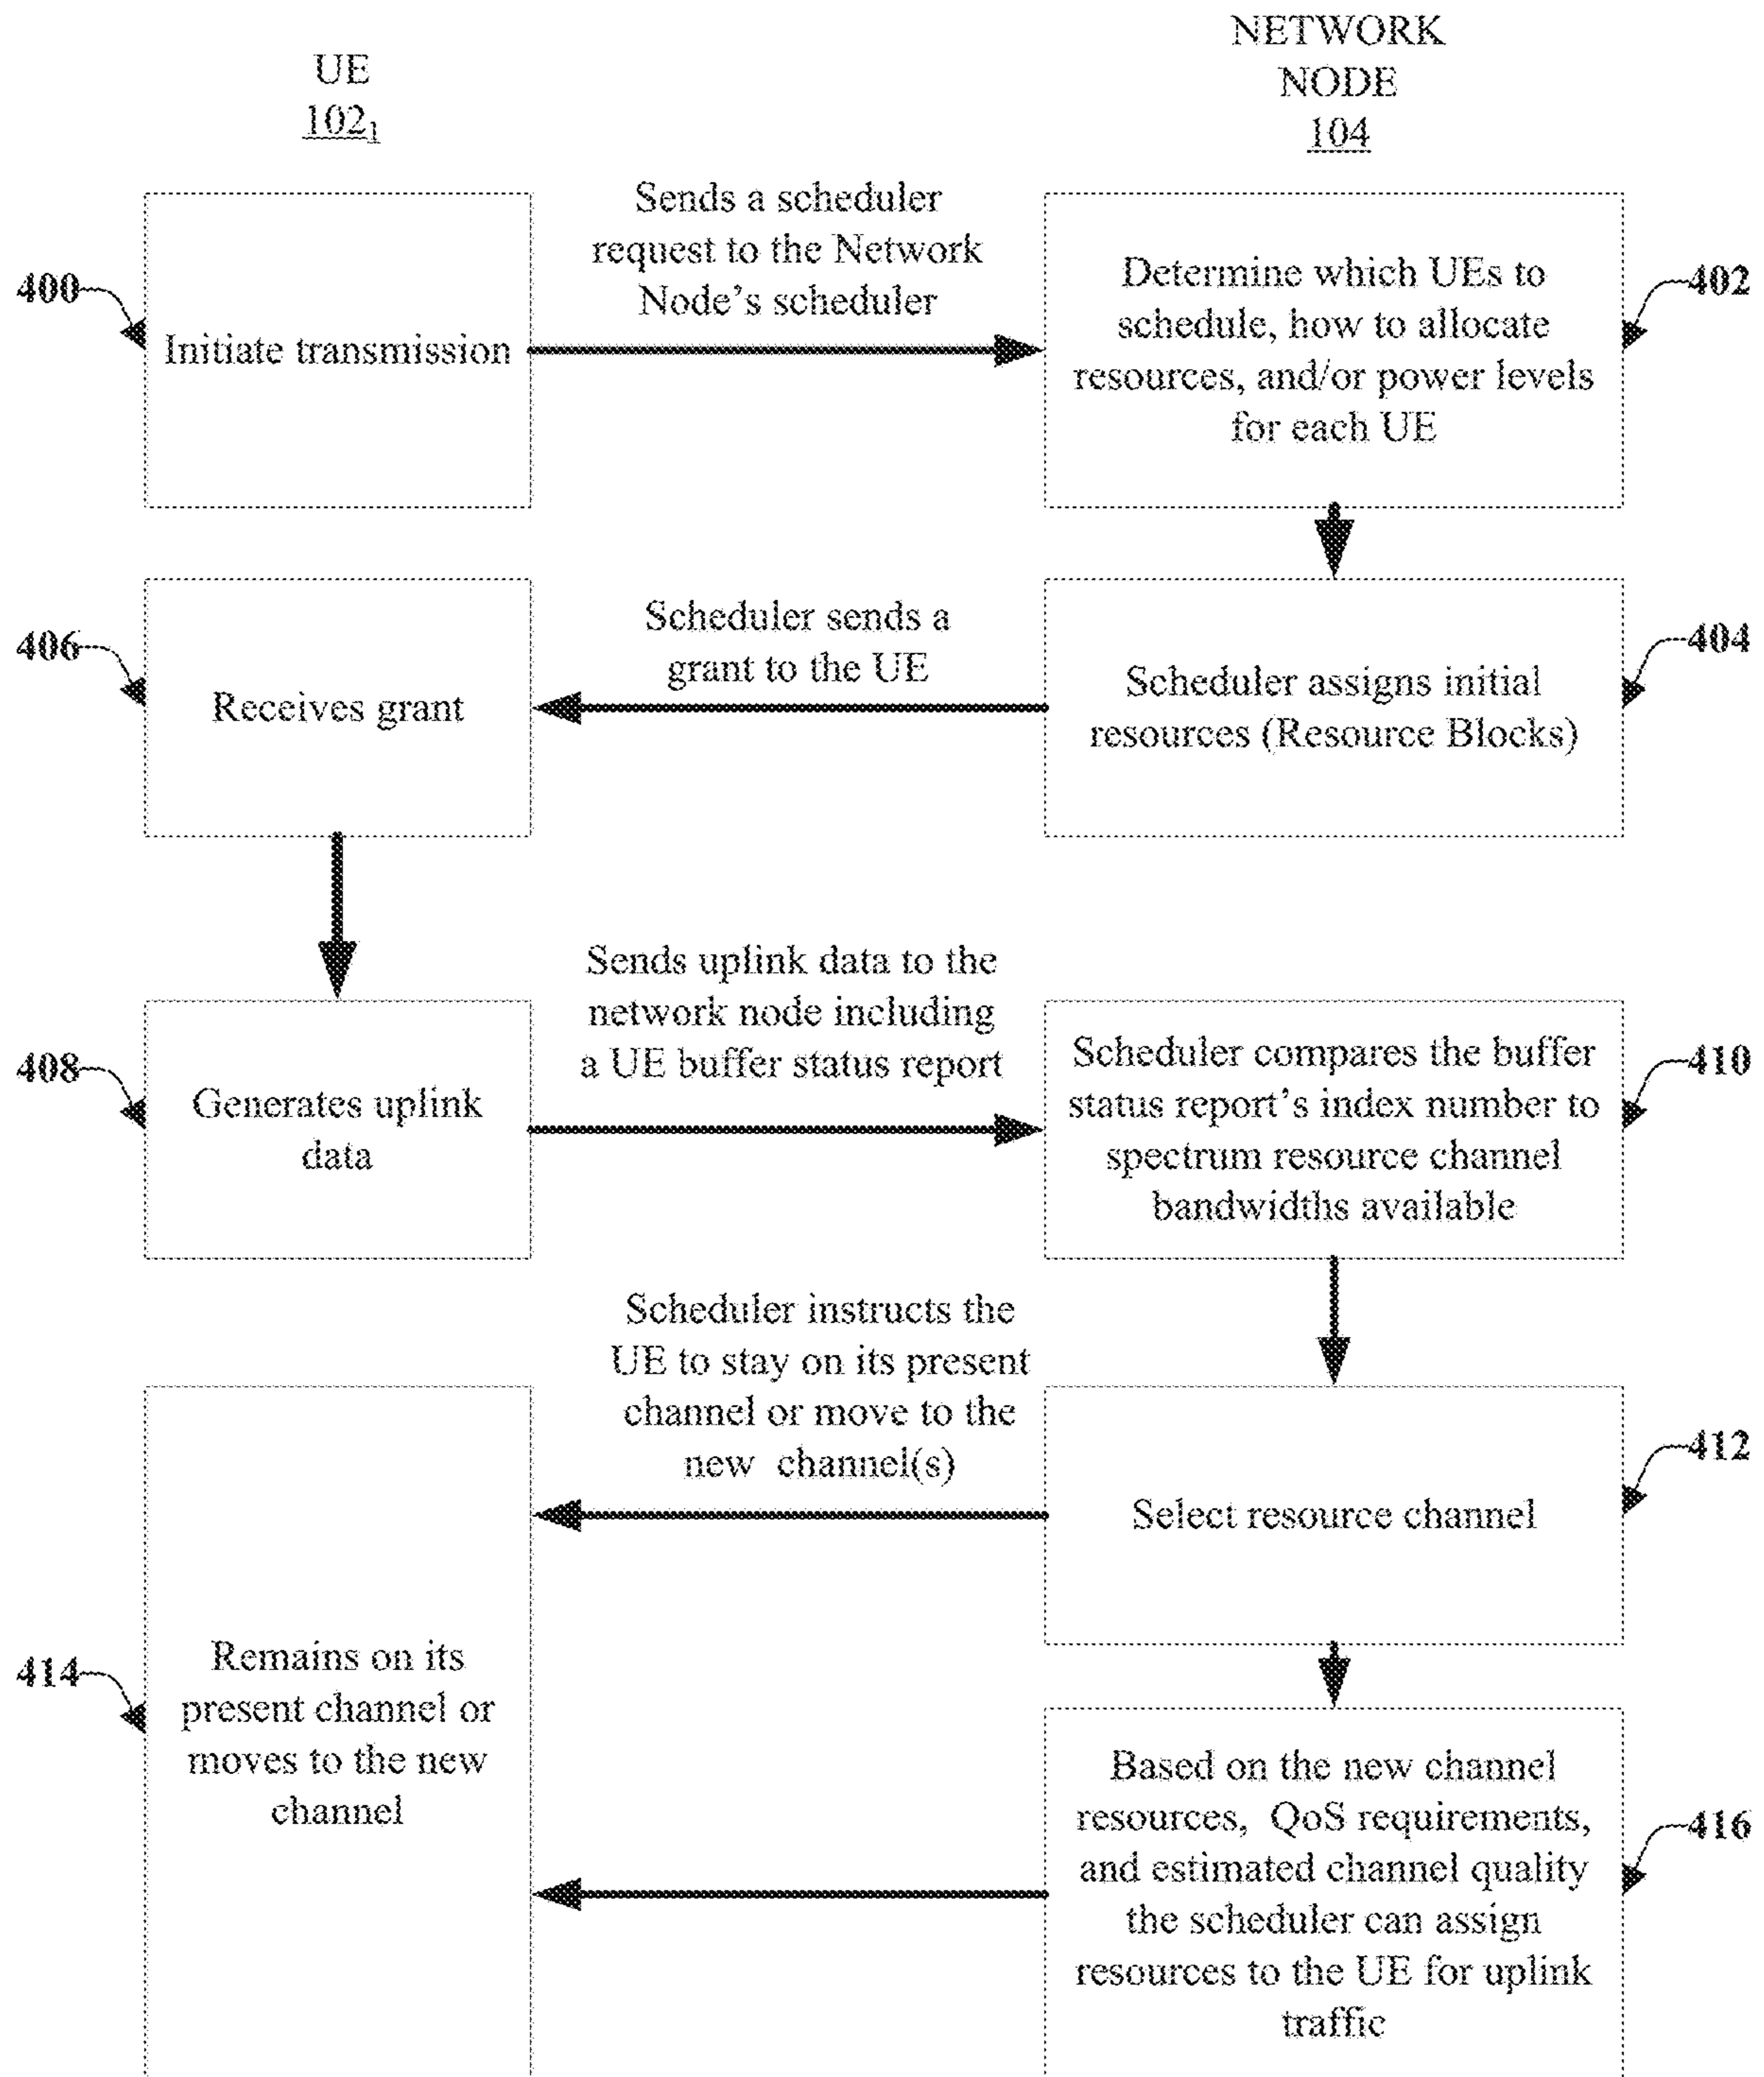 UE
102₁
NETWORK
NODE
104
400
Initiate transmission
Sends a scheduler
request to the Network
Node's scheduler
Determine which UEs to
schedule, how to allocate
resources, and/or power levels
for each UE
402
406
Receives grant
Scheduler sends a
grant to the UE
Scheduler assigns initial
resources (Resource Blocks)
404
408
Generates uplink
data
Sends uplink data to the
network node including
a UE buffer status report
Scheduler compares the buffer
status report's index number to
spectrum resource channel
bandwidths available
410
Scheduler instructs the
UE to stay on its present
channel or move to the
new channel(s)
Select resource channel
412
414
Remains on its
present channel or
moves to the new
channel
Based on the new channel
resources, QoS requirements,
and estimated channel quality
the scheduler can assign
resources to the UE for uplink
traffic
416